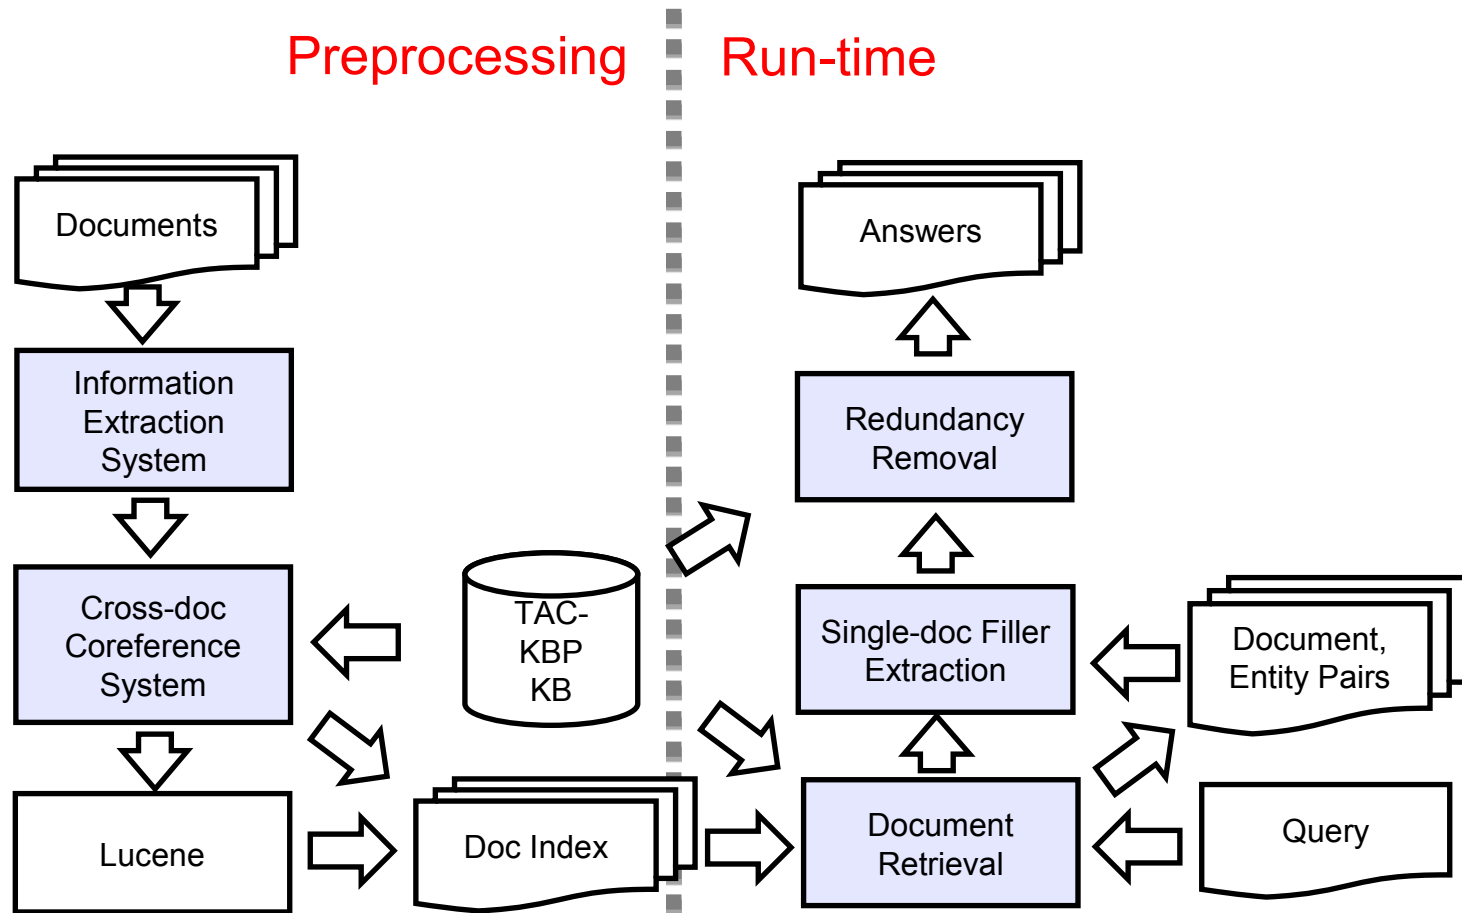 Preprocessing
Run-time
Documents
Answers
Information
Extraction
System
Redundancy
Removal
Cross-doc
Coreference
System
TAC-
KBP
KB
Single-doc Filler
Extraction
Document,
Entity Pairs
Lucene
Doc Index
Document
Retrieval
Query